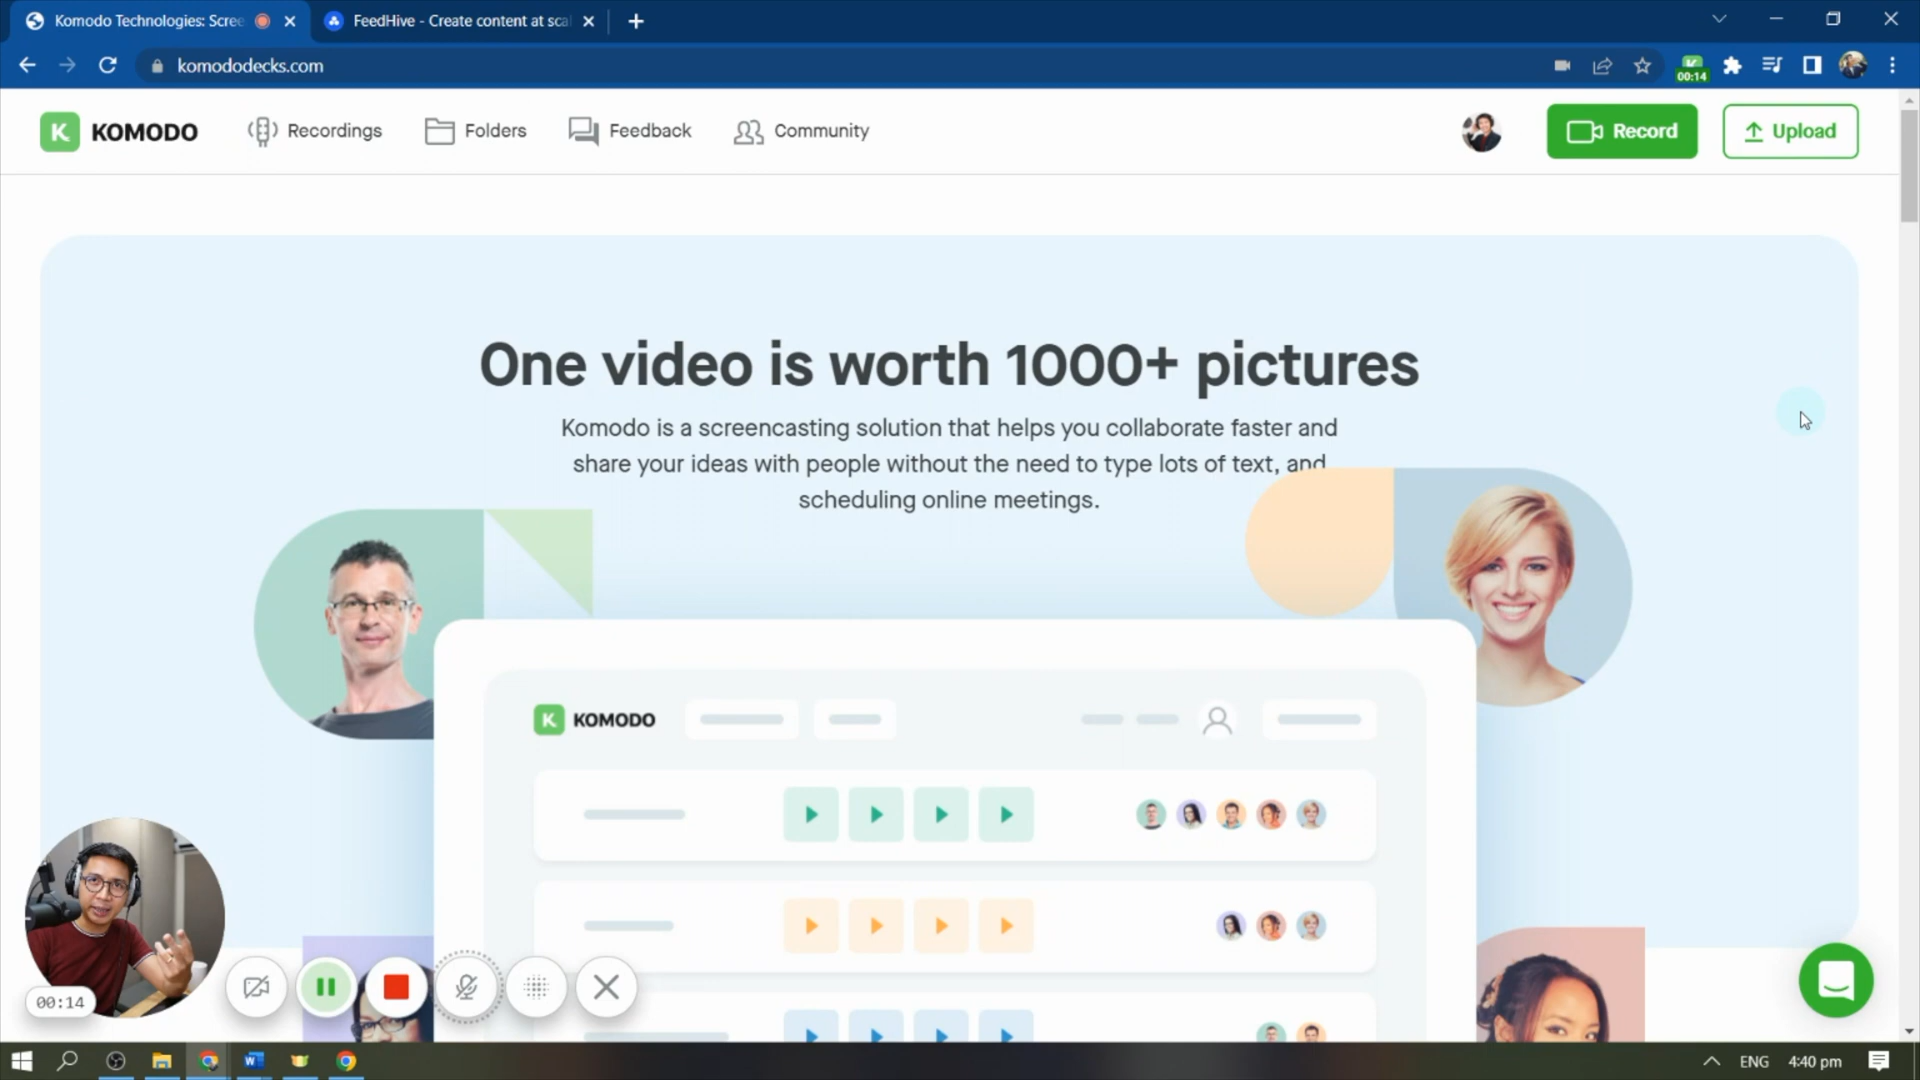 Komodo Technologies: Scree
FeedHive - Create content at scal
komododecks.com
00:14
K KOMODO
Recordings
Folders
Feedback
Community
Record
Upload
One video is worth 1000+ pictures
Komodo is a screencasting solution that helps you collaborate faster and
share your ideas with people without the need to type lots of text, and
scheduling online meetings.
K KOMODO
00:14
W
ENG
4:40 pm